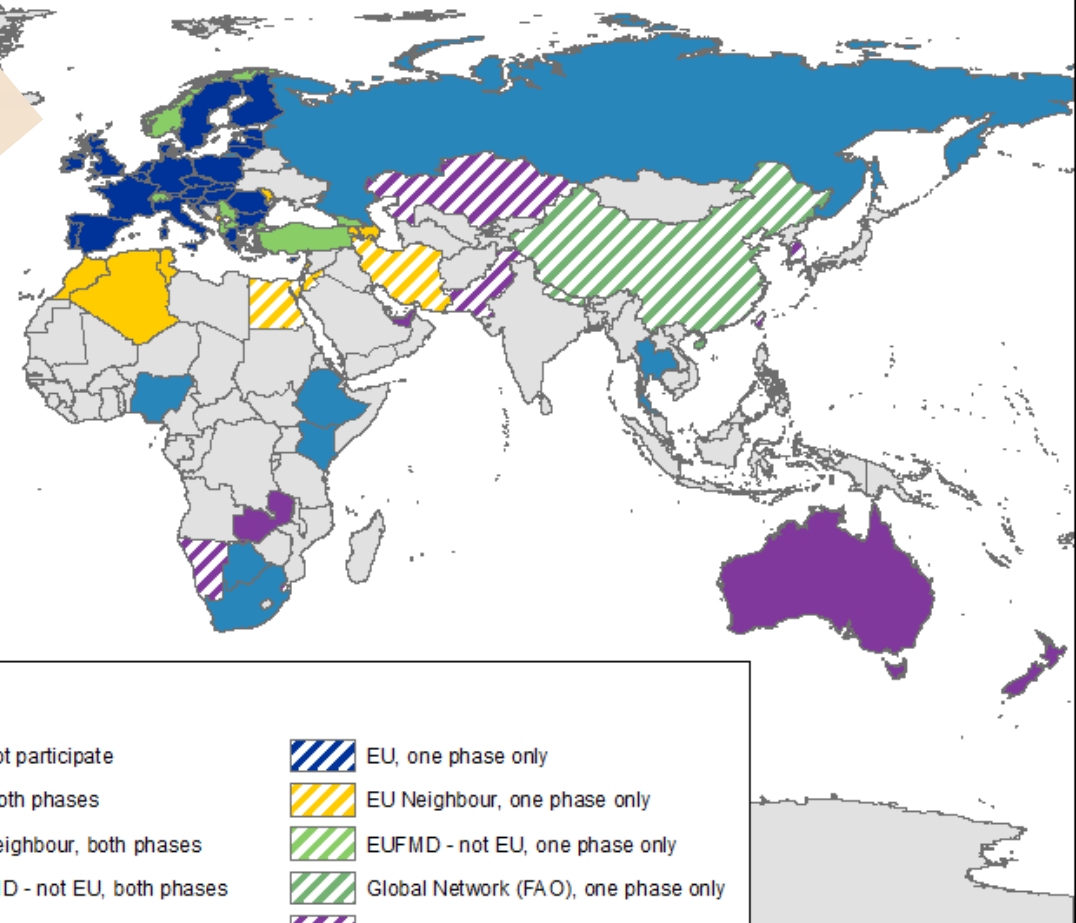 ot participate
EU, one phase only
oth phases
EU Neighbour, one phase only
eighbour, both phases
EUFMD - not EU, one phase only
D - not EU, both phases
Global Network (FAO), one phase only